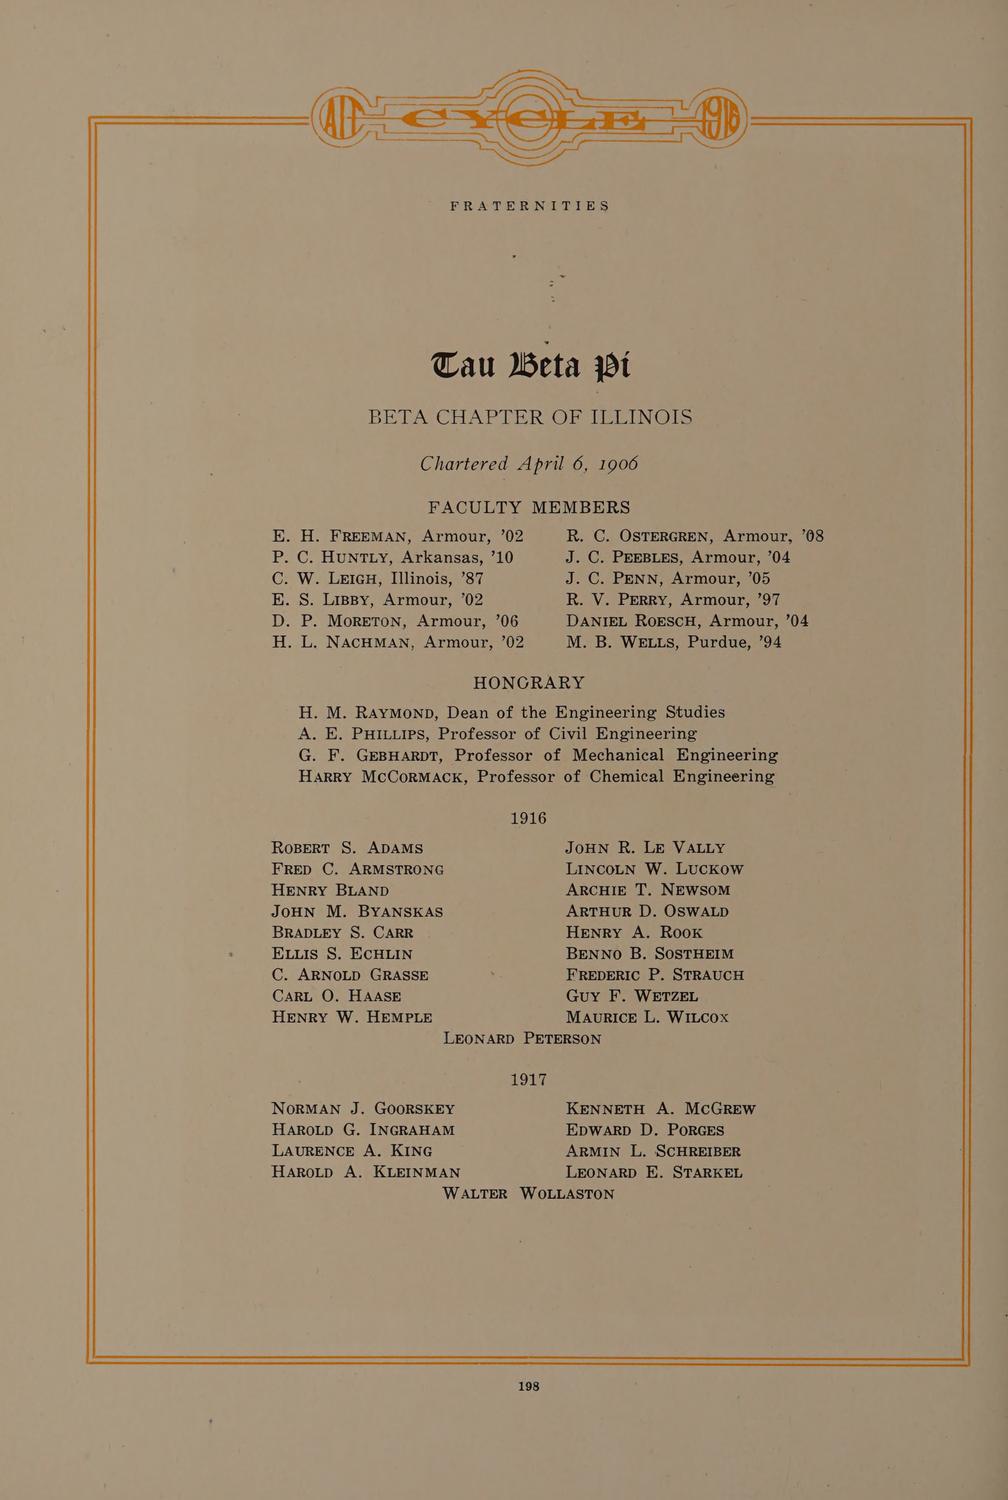 AIT CYCLE 1916
FRATERNITIES
Tau Beta Pi
BETA CHAPTER OF ILLINOIS
Chartered April 6, 1906
FACULTY MEMBERS
E. H. FREEMAN, Armour, ’02
P. C. HUNTLY, Arkansas, ’10
C. W. LEIGH, Illinois, ’87
E. S. LIBBY, Armour, ’02
D. P. MORETON, Armour, ’06
H. L. NACHMAN, Armour, ’02
R. C. OSTERGREN, Armour, ’08
J. C. PEEBLES, Armour, ’04
J. C. PENN, Armour, ’05
R. V. PERRY, Armour, ’97
DANIEL ROESCH, Armour, ’04
M. B. WELLS, Purdue, ’94
HONORARY
H. M. RAYMOND, Dean of the Engineering Studies
A. E. PHILLIPS, Professor of Civil Engineering
G. F. GEBHARDT, Professor of Mechanical Engineering
HARRY MCCORMACK, Professor of Chemical Engineering
1916
ROBERT S. ADAMS
FRED C. ARMSTRONG
HENRY BLAND
JOHN M. BYANSKAS
BRADLEY S. CARR
ELLIS S. ECHLIN
C. ARNOLD GRASSE
CARL O. HAASE
HENRY W. HEMPLE
JOHN R. LE VALLY
LINCOLN W. LUCKOW
ARCHIE T. NEWSOM
ARTHUR D. OSWALD
HENRY A. ROOK
BENNO B. SOSTHEIM
FREDERIC P. STRAUCH
GUY F. WETZEL
MAURICE L. WILCOX
LEONARD PETERSON
1917
NORMAN J. GOORSKEY
HAROLD G. INGRAHAM
LAURENCE A. KING
HAROLD A. KLEINMAN
KENNETH A. MCGREW
EDWARD D. PORGES
ARMIN L. SCHREIBER
LEONARD E. STARKEL
WALTER WOLLASTON
198